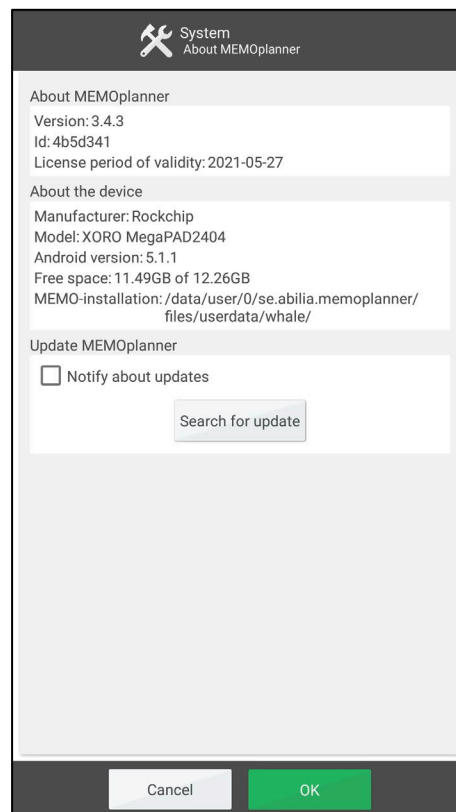 System
About MEMOplanner
About MEMOplanner
Version: 3.4.3
Id: 4b5d341
License period of validity: 2021-05-27
About the device
Manufacturer: Rockchip
Model: XORO MegaPAD2404
Android version: 5.1.1
Free space: 11.49GB of 12.26GB
MEMO-installation: /data/user/0/se.abilia.memoplanner/
files/userdata/whale/
Update MEMOplanner
Notify about updates
Search for update
Cancel
OK